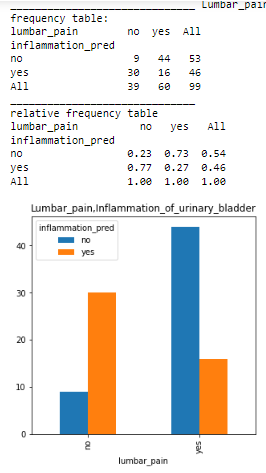 ______________________________ Lumbar_pain
frequency table:
lumbar_pain no yes All
inflammation_pred
no 9 44 53
yes 30 16 46
All 39 60 99
______________________________
relative frequency table
lumbar_pain no yes All
inflammation_pred
no 0.23 0.73 0.54
yes 0.77 0.27 0.46
All 1.00 1.00 1.00
Lumbar_pain,Inflammation_of_urinary_bladder
inflammation_pred
no
yes
40
30
20
10
0
no
yes
lumbar_pain